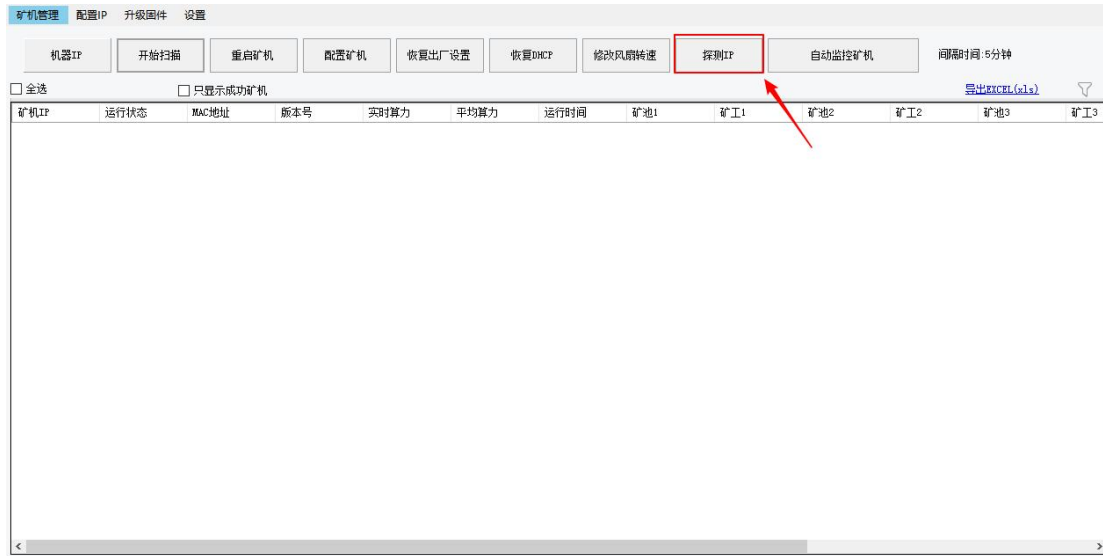 矿机管理 配置IP 升级固件 设置
机器IP 开始扫描 重启矿机 配置矿机 恢复出厂设置 恢复DHCP 修改风扇转速 探测IP 自动监控矿机 间隔时间:5分钟
全选 只显示成功矿机 导出EXCEL(xls)
矿机IP 运行状态 MAC地址 版本号 实时算力 平均算力 运行时间 矿池1 矿工1 矿池2 矿工2 矿池3 矿工3